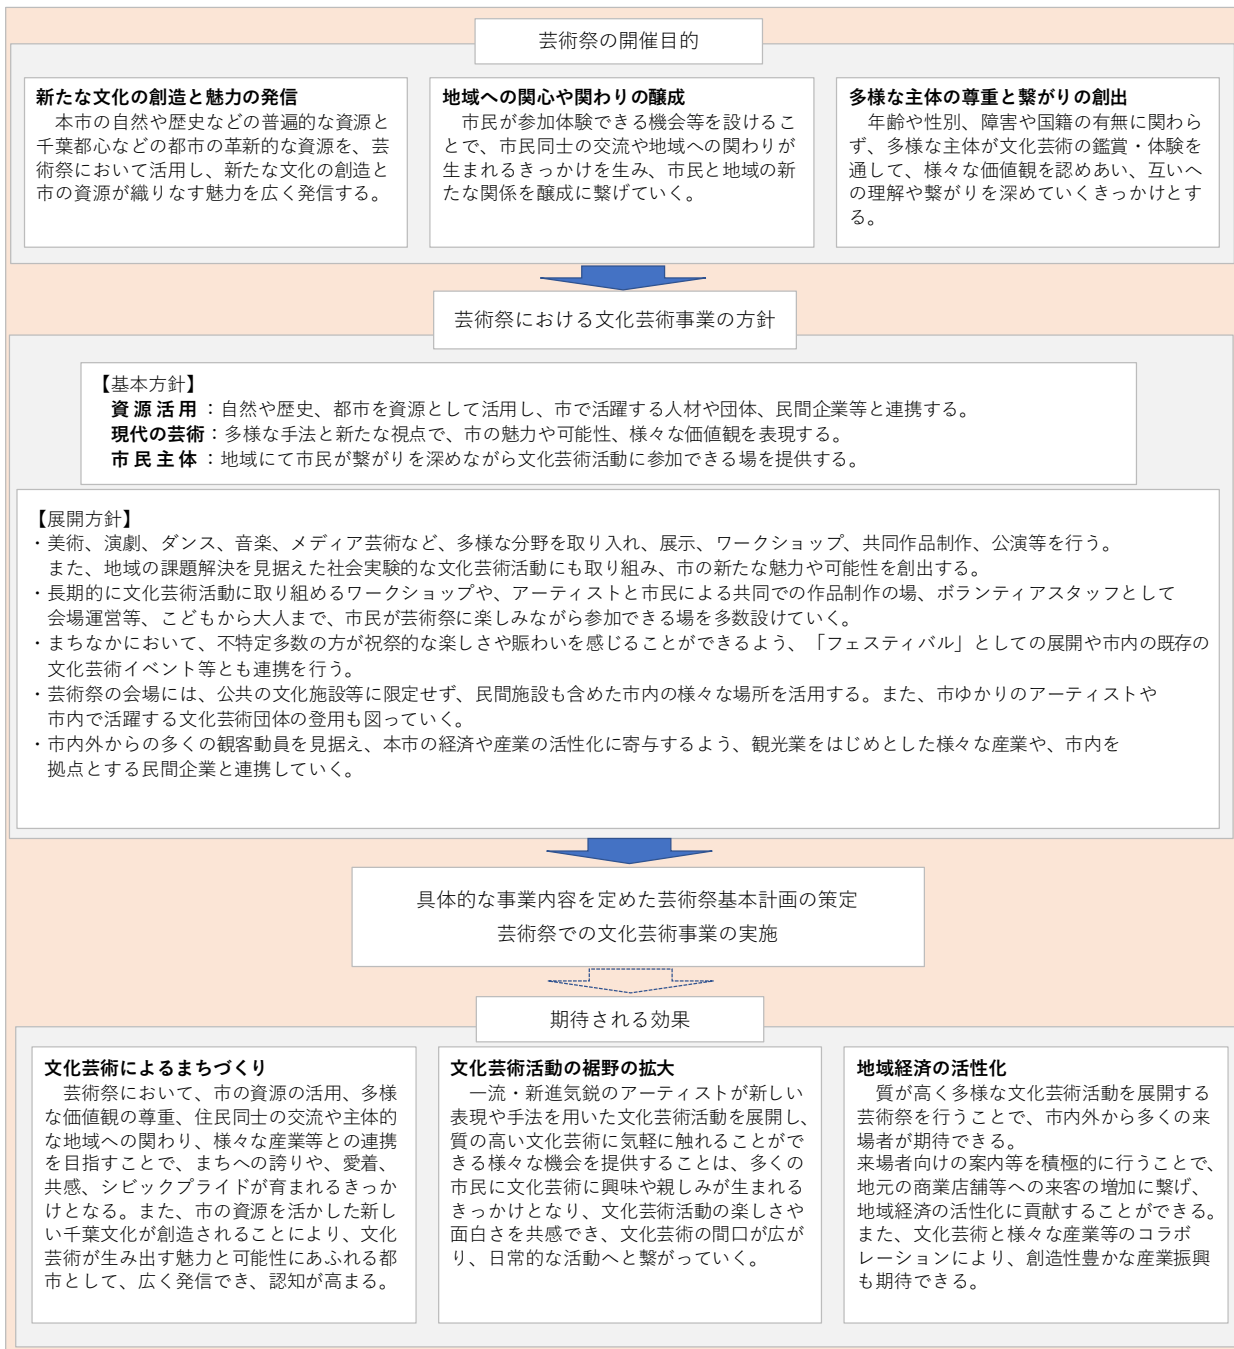 芸術祭の開催目的
新たな文化の創造と魅力の発信
本市の自然や歴史などの普遍的な資源と
千葉都心などの都市の革新的な資源を、芸
術祭において活用し、新たな文化の創造と
市の資源が織りなす魅力を広く発信する。
地域への関心や関わりの醸成
市民が参加体験できる機会等を設けるこ
とで、市民同士の交流や地域への関わりが
生まれるきっかけを生み、市民と地域の新
たな関係を醸成に繋げていく。
多様な主体の尊重と繋がりの創出
年齢や性別、障害や国籍の有無に関わら
ず、多様な主体が文化芸術の鑑賞・体験を
通して、様々な価値観を認めあい、互いへ
の理解や繋がりを深めていくきっかけとす
る。
芸術祭における文化芸術事業の方針
【基本方針】
資源活用：自然や歴史、都市を資源として活用し、市で活躍する人材や団体、民間企業等と連携する。
現代の芸術：多様な手法と新たな視点で、市の魅力や可能性、様々な価値観を表現する。
市民主体：地域にて市民が繋がりを深めながら文化芸術活動に参加できる場を提供する。
【展開方針】
・美術、演劇、ダンス、音楽、メディア芸術など、多様な分野を取り入れ、展示、ワークショップ、共同作品制作、公演等を行う。
また、地域の課題解決を見据えた社会実験的な文化芸術活動にも取り組み、市の新たな魅力や可能性を創出する。
・長期的に文化芸術活動に取り組めるワークショップや、アーティストと市民による共同での作品制作の場、ボランティアスタッフとして
会場運営等、こどもから大人まで、市民が芸術祭に楽しみながら参加できる場を多数設けていく。
・まちなかにおいて、不特定多数の方が祝祭的な楽しさや賑わいを感じることができるよう、「フェスティバル」としての展開や市内の既存の
文化芸術イベント等とも連携を行う。
・芸術祭の会場には、公共の文化施設等に限定せず、民間施設も含めた市内の様々な場所を活用する。また、市ゆかりのアーティストや
市内で活躍する文化芸術団体の登用も図っていく。
・市内外からの多くの観客動員を見据え、本市の経済や産業の活性化に寄与するよう、観光業をはじめとした様々な産業や、市内を
拠点とする民間企業と連携していく。
具体的な事業内容を定めた芸術祭基本計画の策定
芸術祭での文化芸術事業の実施
期待される効果
文化芸術によるまちづくり
芸術祭において、市の資源の活用、多様
な価値観の尊重、住民同士の交流や主体的
な地域への関わり、様々な産業等との連携
を目指すことで、まちへの誇りや、愛着、
共感、シビックプライドが育まれるきっか
けとなる。また、市の資源を活かした新し
い千葉文化が創造されることにより、文化
芸術が生み出す魅力と可能性にあふれる都
市として、広く発信でき、認知が高まる。
文化芸術活動の裾野の拡大
一流・新進気鋭のアーティストが新しい
表現や手法を用いた文化芸術活動を展開し、
質の高い文化芸術に気軽に触れることがで
きる様々な機会を提供することは、多くの
市民に文化芸術に興味や親しみが生まれる
きっかけとなり、文化芸術活動の楽しさや
面白さを共感でき、文化芸術の間口が広が
り、日常的な活動へと繋がっていく。
地域経済の活性化
質が高く多様な文化芸術活動を展開する
芸術祭を行うことで、市内外から多くの来
場者が期待できる。
来場者向けの案内等を積極的に行うことで、
地元の商業店舗等への来客の増加に繋げ、
地域経済の活性化に貢献することができる。
また、文化芸術と様々な産業等のコラボ
レーションにより、創造性豊かな産業振興
も期待できる。